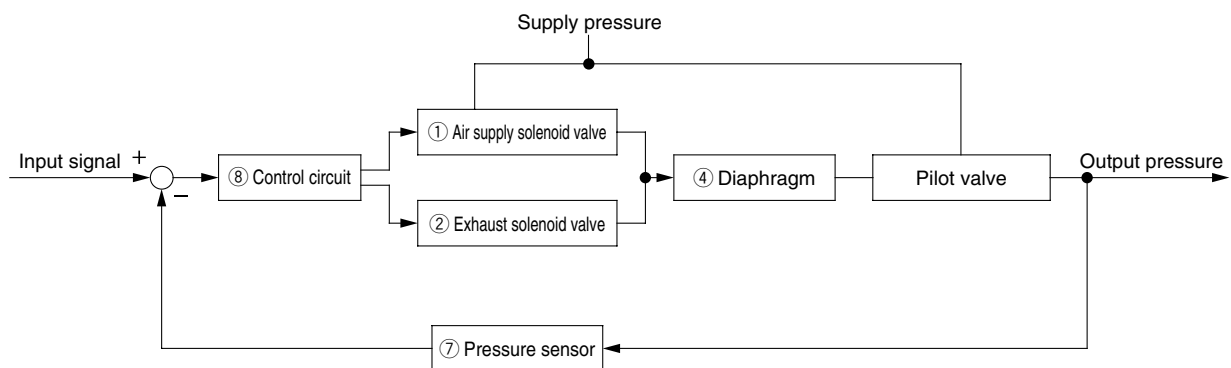 Supply pressure
① Air supply solenoid valve
Input signal
+
−
⑧ Control circuit
④ Diaphragm
Pilot valve
Output pressure
② Exhaust solenoid valve
⑦ Pressure sensor